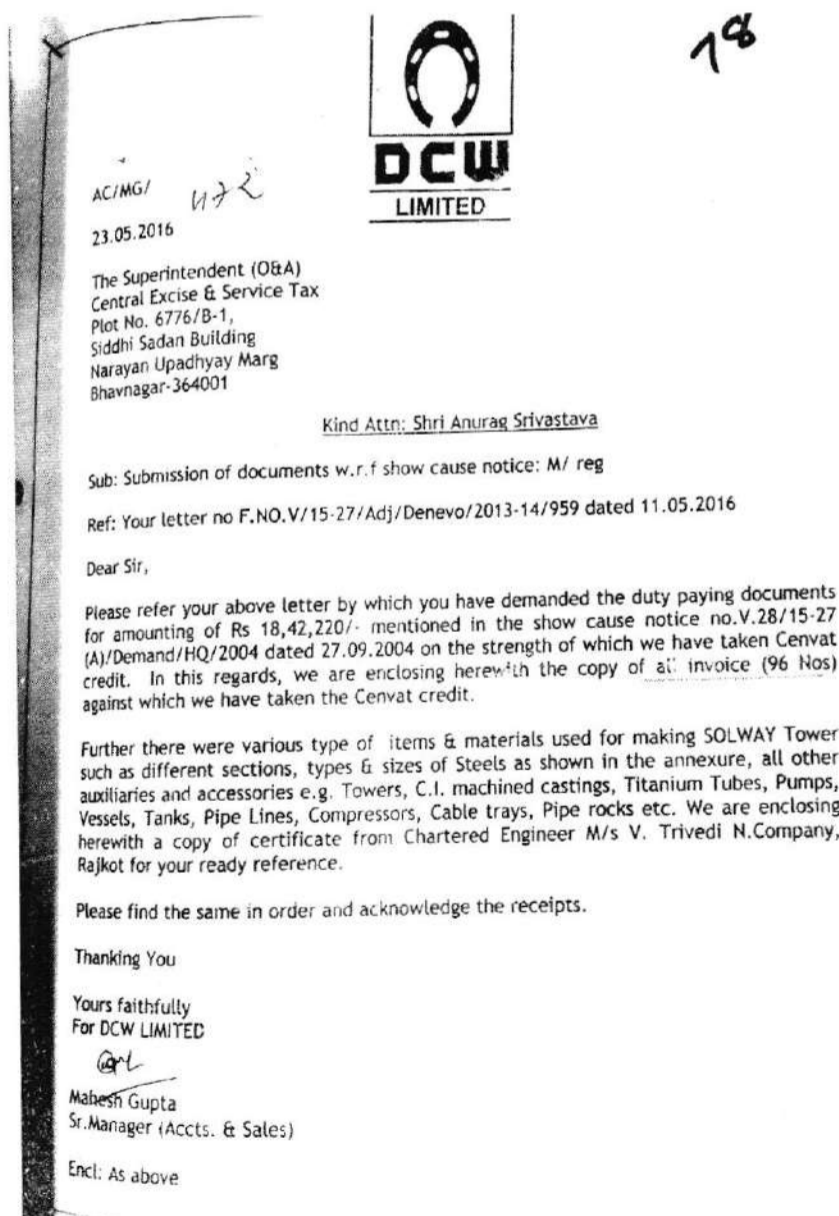 78
DCW
LIMITED
AC/MG/ 472
23.05.2016
The Superintendent (O&A)
Central Excise & Service Tax
Plot No. 6776/B-1,
Siddhi Sadan Building
Narayan Upadhyay Marg
Bhavnagar-364001
Kind Attn: Shri Anurag Srivastava
Sub: Submission of documents w.r.f show cause notice: M/ reg
Ref: Your letter no F.NO.V/15-27/Adj/Denevo/2013-14/959 dated 11.05.2016
Dear Sir,
Please refer your above letter by which you have demanded the duty paying documents
for amounting of Rs 18,42,220/- mentioned in the show cause notice no.V.28/15-27
(A)/Demand/HQ/2004 dated 27.09.2004 on the strength of which we have taken Cenvat
credit. In this regards, we are enclosing herewith the copy of all invoice (96 Nos)
against which we have taken the Cenvat credit.
Further there were various type of items & materials used for making SOLWAY Tower
such as different sections, types & sizes of Steels as shown in the annexure, all other
auxiliaries and accessories e.g. Towers, C.I. machined castings, Titanium Tubes, Pumps,
Vessels, Tanks, Pipe Lines, Compressors, Cable trays, Pipe rocks etc. We are enclosing
herewith a copy of certificate from Chartered Engineer M/s V. Trivedi N.Company,
Rajkot for your ready reference.
Please find the same in order and acknowledge the receipts.
Thanking You
Yours faithfully
For DCW LIMITED
Mahesh Gupta
Sr.Manager (Accts. & Sales)
Encl: As above